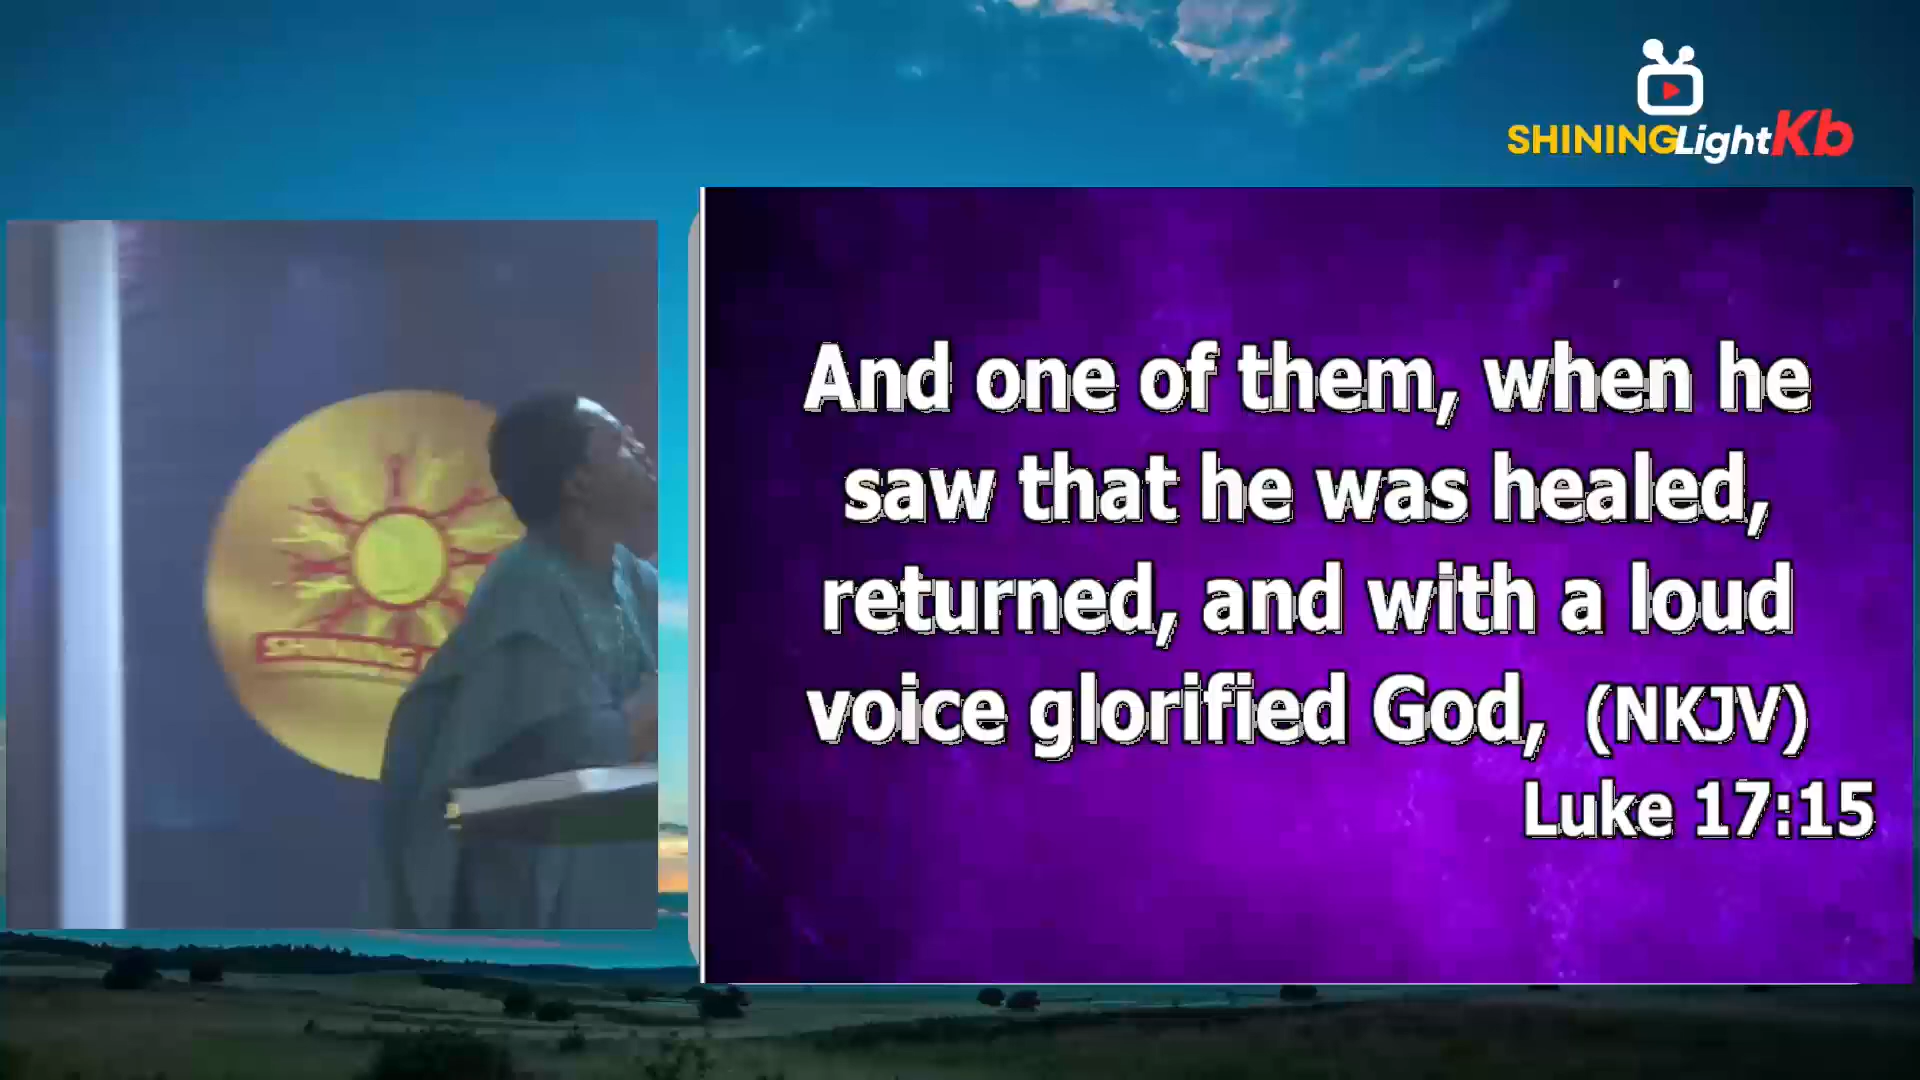 SHININGLightKb
And one of them, when he
saw that he was healed,
returned, and with a loud
voice glorified God, (NKJV)
Luke 17:15
SHINING